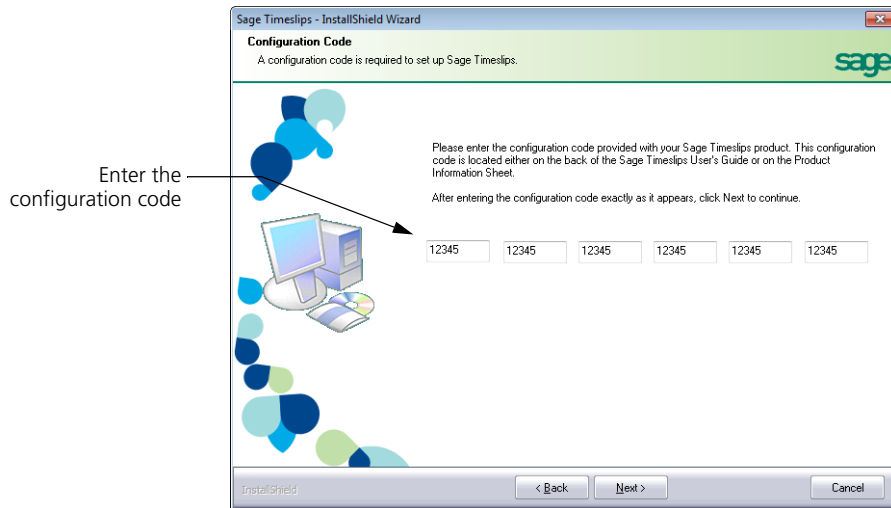 Sage Timeslips - InstallShield Wizard
Configuration Code
A configuration code is required to set up Sage Timeslips.
sage
Please enter the configuration code provided with your Sage Timeslips product. This configuration
code is located either on the back of the Sage Timeslips User's Guide or on the Product
Information Sheet.
After entering the configuration code exactly as it appears, click Next to continue.
Enter the
configuration code
12345 12345 12345 12345 12345 12345
InstallShield
< Back Next > Cancel